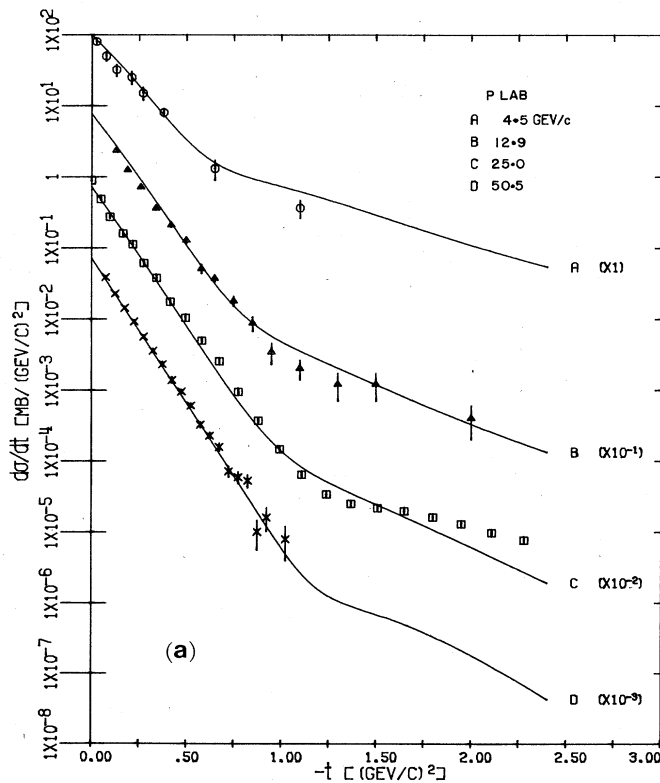 1X10²
1X10¹
1
1X10⁻¹
1X10⁻²
1X10⁻³
1X10⁻⁴
1X10⁻⁵
1X10⁻⁶
1X10⁻⁷
1X10⁻⁸
dσ/dt [MB/(GEV/C)²]
P LAB
A 4.5 GEV/c
B 12.9
C 25.0
D 50.5
A (X1)
B (X10⁻¹)
C (X10⁻²)
D (X10⁻³)
(a)
0.00 .50 1.00 1.50 2.00 2.50 3.00
-t [(GEV/C)²]